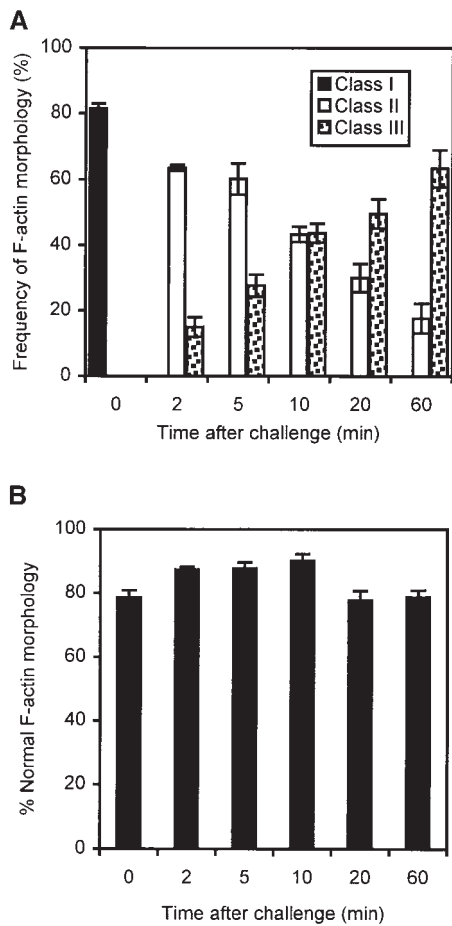 A
Frequency of F-actin morphology (%)
100
80
60
40
20
0
Class I
Class II
Class III
0 2 5 10 20 60
Time after challenge (min)
B
% Normal F-actin morphology
100
80
60
40
20
0
0 2 5 10 20 60
Time after challenge (min)